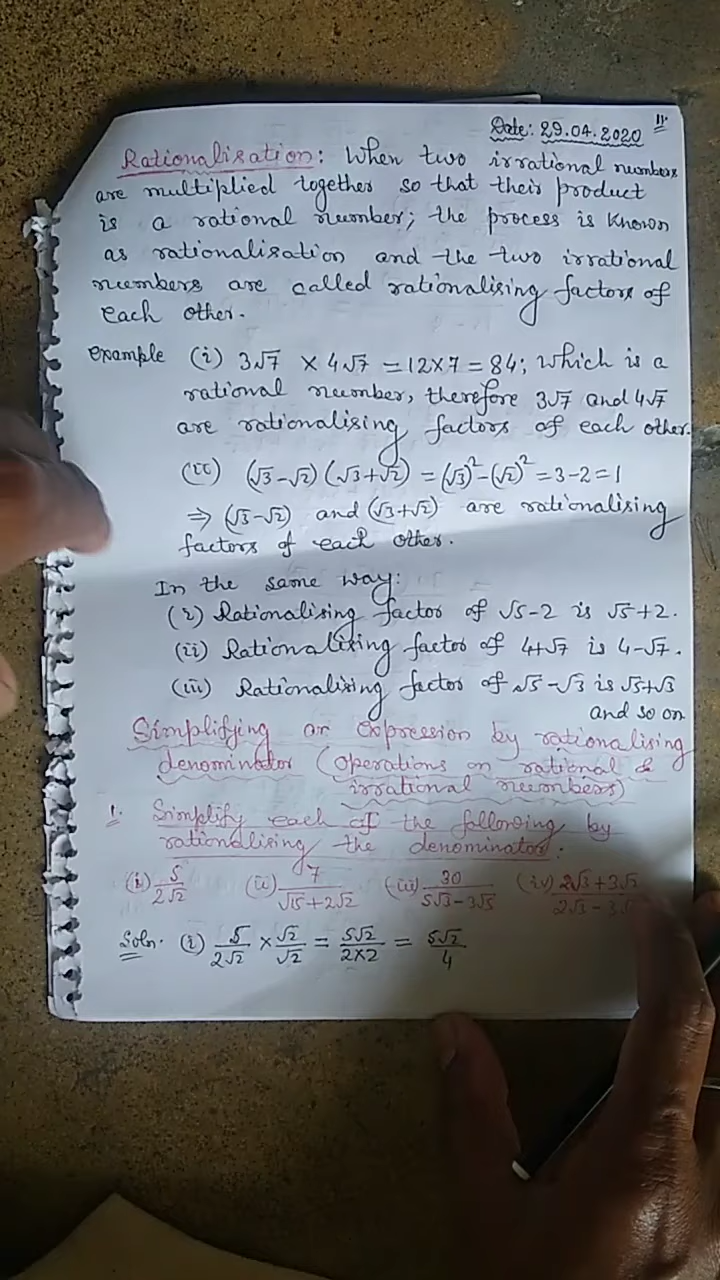 Date: 29.04.2020
Rationalisation: When two irrational numbers
are multiplied together so that their product
is a rational number; the process is known
as rationalisation and the two irrational
numbers are called rationalising factors of
each other.
example (i) 3√7 × 4√7 = 12×7 = 84; which is a
rational number, therefore 3√7 and 4√7
are rationalising factors of each other.
(ii) (√3-√2) (√3+√2) = (√3)² - (√2)² = 3-2 = 1
⇒ (√3-√2) and (√3+√2) are rationalising
factors of each other.
In the same way:
(i) Rationalising factor of √5-2 is √5+2.
(ii) Rationalising factor of 4+√7 is 4-√7.
(iii) Rationalising factor of √5-√3 is √5+√3
and so on
Simplifying an expression by rationalising
denominator (operations on rational &
irrational numbers)
1. Simplify each of the following by
rationalising the denominator:
(i) 5/2√2 (ii) 7/√15+2√2 (iii) 30/5√3-3√5 (iv) 2√3+3√2/2√3-3
Soln. (i) 5/2√2 × √2/√2 = 5√2/2×2 = 5√2/4